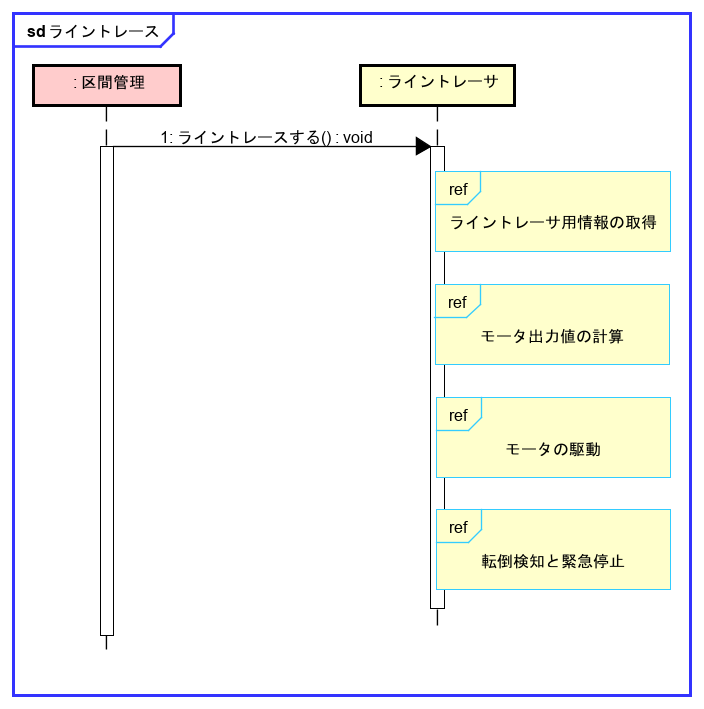 sd ライントレース
: 区間管理
: ライントレーサ
1: ライントレースする() : void
ref
ライントレーサ用情報の取得
ref
モータ出力値の計算
ref
モータの駆動
ref
転倒検知と緊急停止